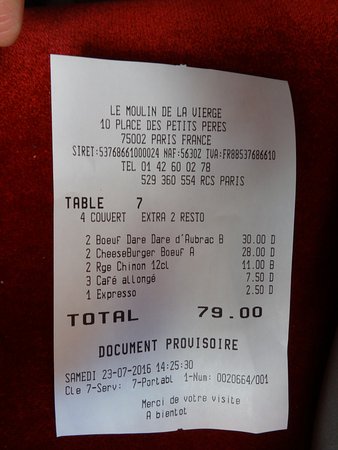 LE MOULIN DE LA VIERGE
10 PLACE DES PETITS PERES
75002 PARIS FRANCE
SIRET:53768661000024 NAF:5630Z TVA:FR88537686610
TEL 01 42 60 02 78
529 360 554 RCS PARIS
TABLE 7
4 COUVERT EXTRA 2 RESTO
2 Boeuf Dare Dare d'Aubrac B 30.00 D
2 CheeseBurger Boeuf A 28.00 D
2 Rge Chinon 12cl 11.00 B
3 Café allongé 7.50 D
1 Expresso 2.50 D
TOTAL 79.00
DOCUMENT PROVISOIRE
SAMEDI 23-07-2016 14:25:30
Cle 7-Serv: 7-Portabl 1-Num: 0020664/001
Merci de votre visite
A bientot